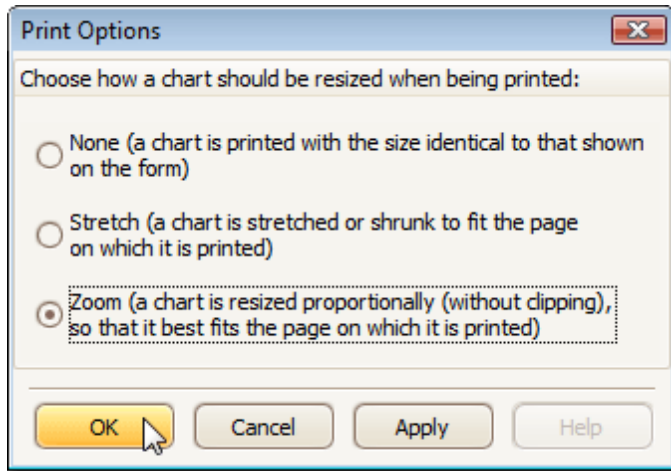 Print Options
Choose how a chart should be resized when being printed:
None (a chart is printed with the size identical to that shown
on the form)
Stretch (a chart is stretched or shrunk to fit the page
on which it is printed)
Zoom (a chart is resized proportionally (without clipping),
so that it best fits the page on which it is printed)
OK
Cancel
Apply
Help